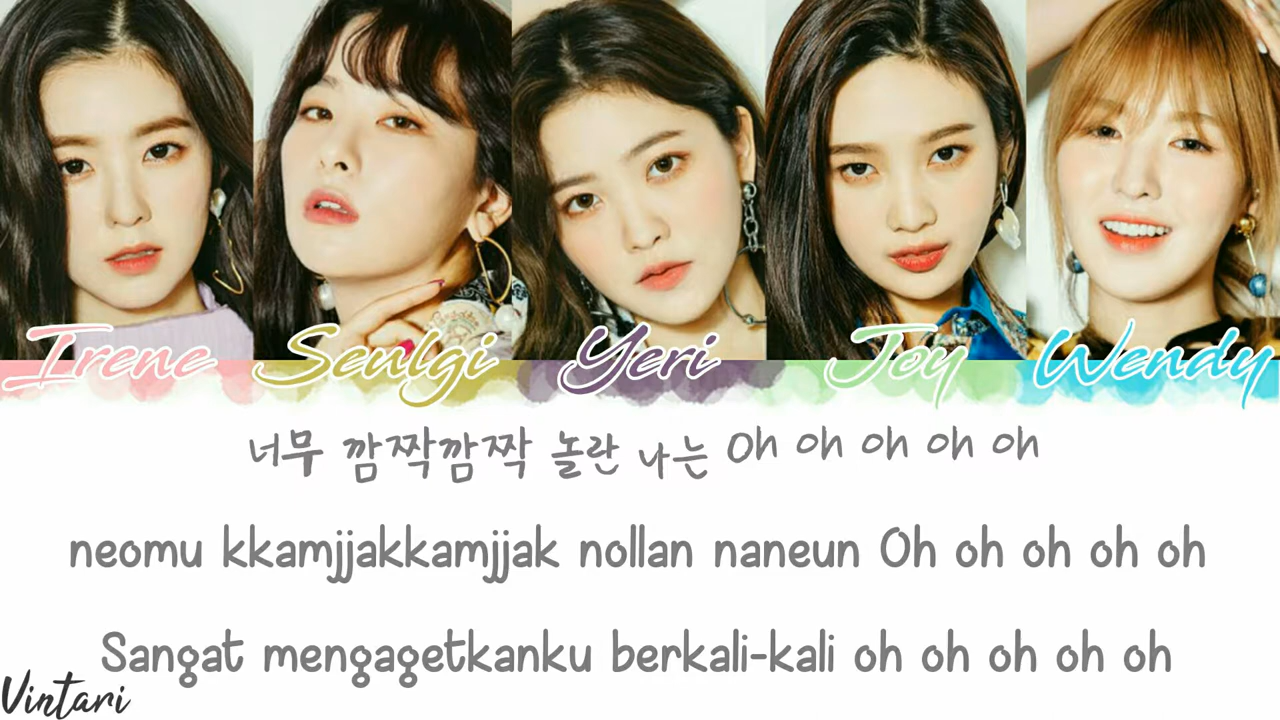 Irene Seulgi Yeri Joy Wendy
너무 깜짝깜짝 놀란 나는 Oh oh oh oh oh
neomu kkamjjakkamjjak nollan naneun Oh oh oh oh oh
Sangat mengagetkanku berkali-kali oh oh oh oh oh
Vintari